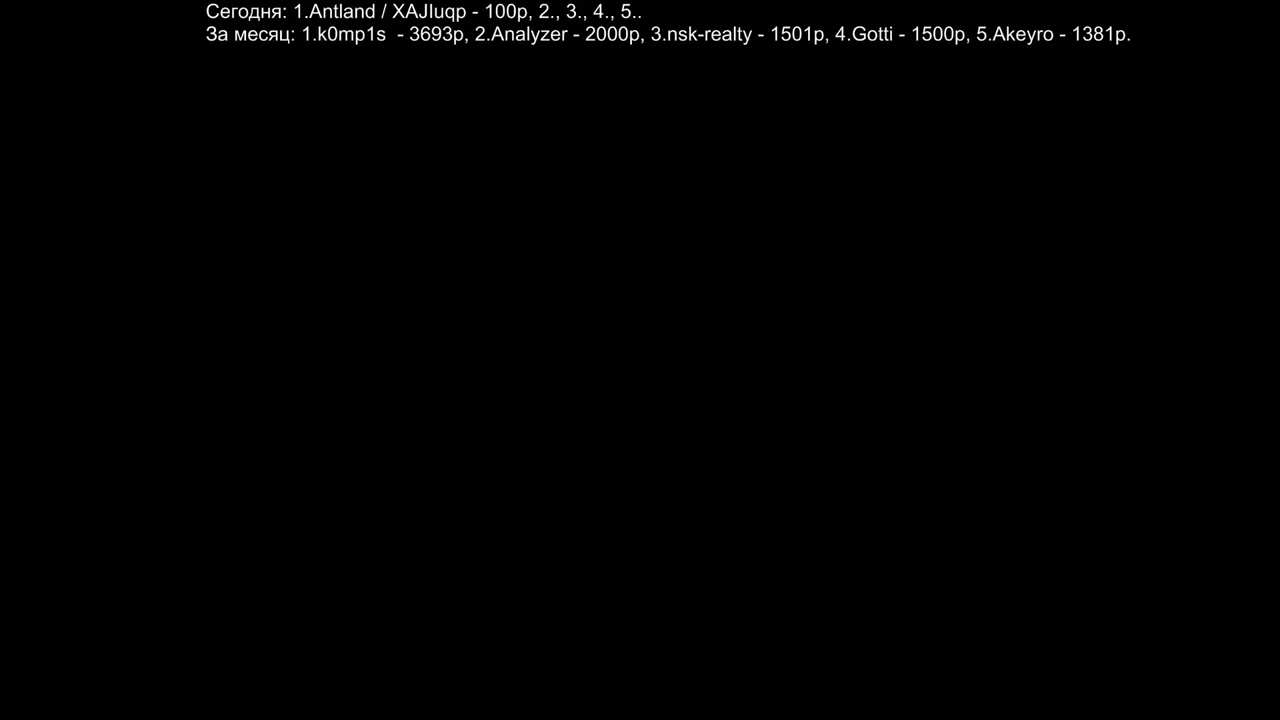 Сегодня: 1.Antland / XAJIuqp - 100р, 2., 3., 4., 5..
За месяц: 1.k0mp1s  - 3693р, 2.Analyzer - 2000р, 3.nsk-realty - 1501р, 4.Gotti - 1500р, 5.Akeyro - 1381р.